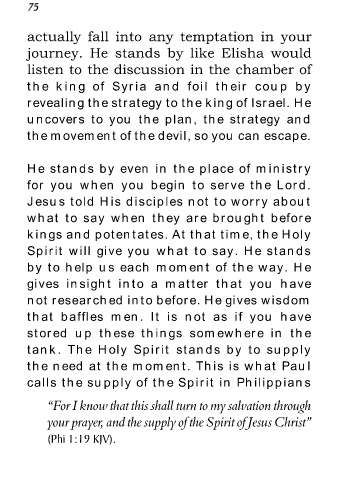 75
actually fall into any temptation in your
journey. He stands by like Elisha would
listen to the discussion in the chamber of
the king of Syria and foil their coup by
revealing the strategy to the king of Israel. He
uncovers to you the plan, the strategy and
the movement of the devil, so you can escape.
He stands by even in the place of ministry
for you when you begin to serve the Lord.
Jesus told His disciples not to worry about
what to say when they are brought before
kings and potentates. At that time, the Holy
Spirit will give you what to say. He stands
by to help us each moment of the way. He
gives insight into a matter that you have
not researched into before. He gives wisdom
that baffles men. It is not as if you have
stored up these things somewhere in the
tank. The Holy Spirit stands by to supply
the need at the moment. This is what Paul
calls the supply of the Spirit in Philippians
“For I know that this shall turn to my salvation through
your prayer, and the supply of the Spirit of Jesus Christ”
(Phi 1:19 KJV).